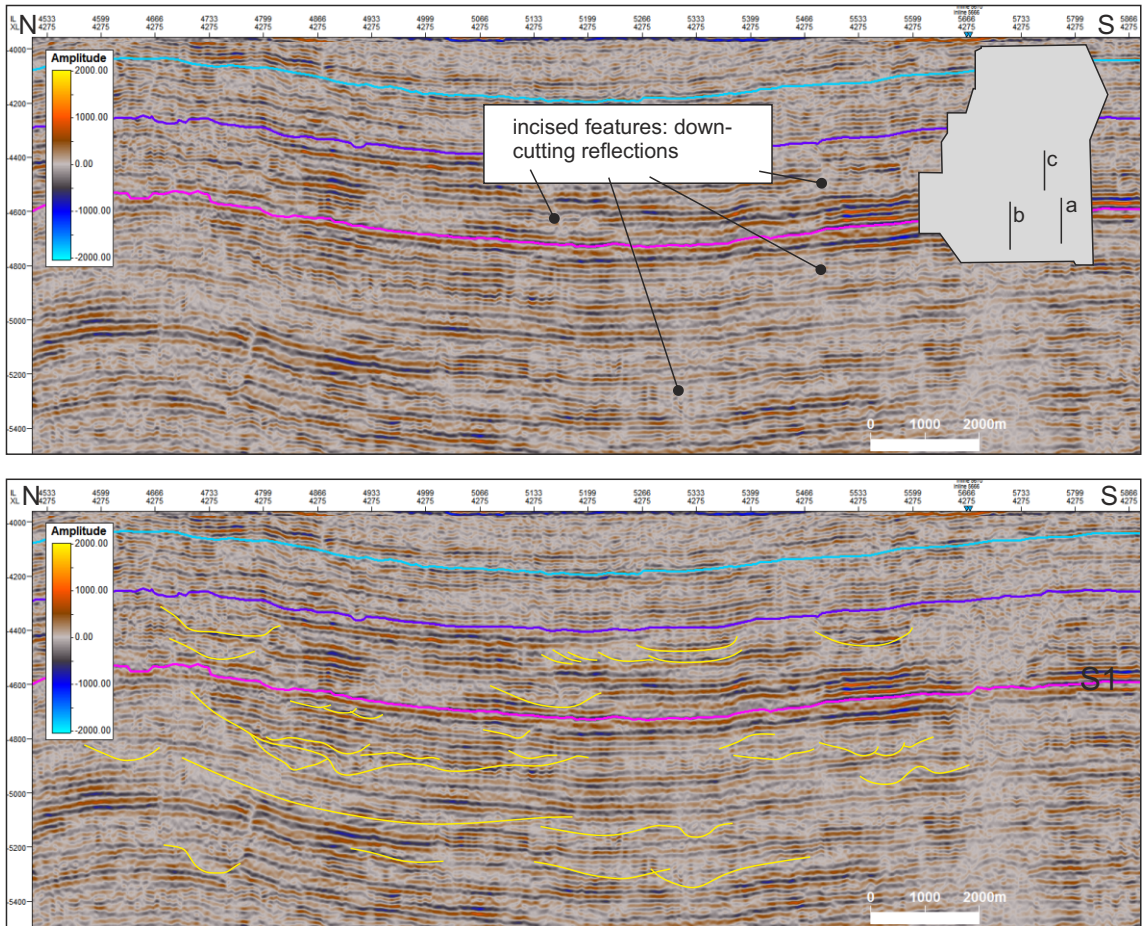 Inline 5666
IL 4533 4599 4666 4733 4799 4866 4933 4999 5066 5133 5199 5266 5333 5399 5466 5533 5599 5666 5733 5799 5866
XL 4275 4275 4275 4275 4275 4275 4275 4275 4275 4275 4275 4275 4275 4275 4275 4275 4275 4275 4275 4275 4275
N
S
Amplitude
2000.00
1000.00
0.00
-1000.00
-2000.00
-4000
-4200
-4400
-4600
-4800
-5000
-5200
-5400
incised features: down-
cutting reflections
c
b
a
0 1000 2000m
Inline 5666
IL 4533 4599 4666 4733 4799 4866 4933 4999 5066 5133 5199 5266 5333 5399 5466 5533 5599 5666 5733 5799 5866
XL 4275 4275 4275 4275 4275 4275 4275 4275 4275 4275 4275 4275 4275 4275 4275 4275 4275 4275 4275 4275 4275
N
S
Amplitude
2000.00
1000.00
0.00
-1000.00
-2000.00
-4000
-4200
-4400
-4600
-4800
-5000
-5200
-5400
S1
0 1000 2000m